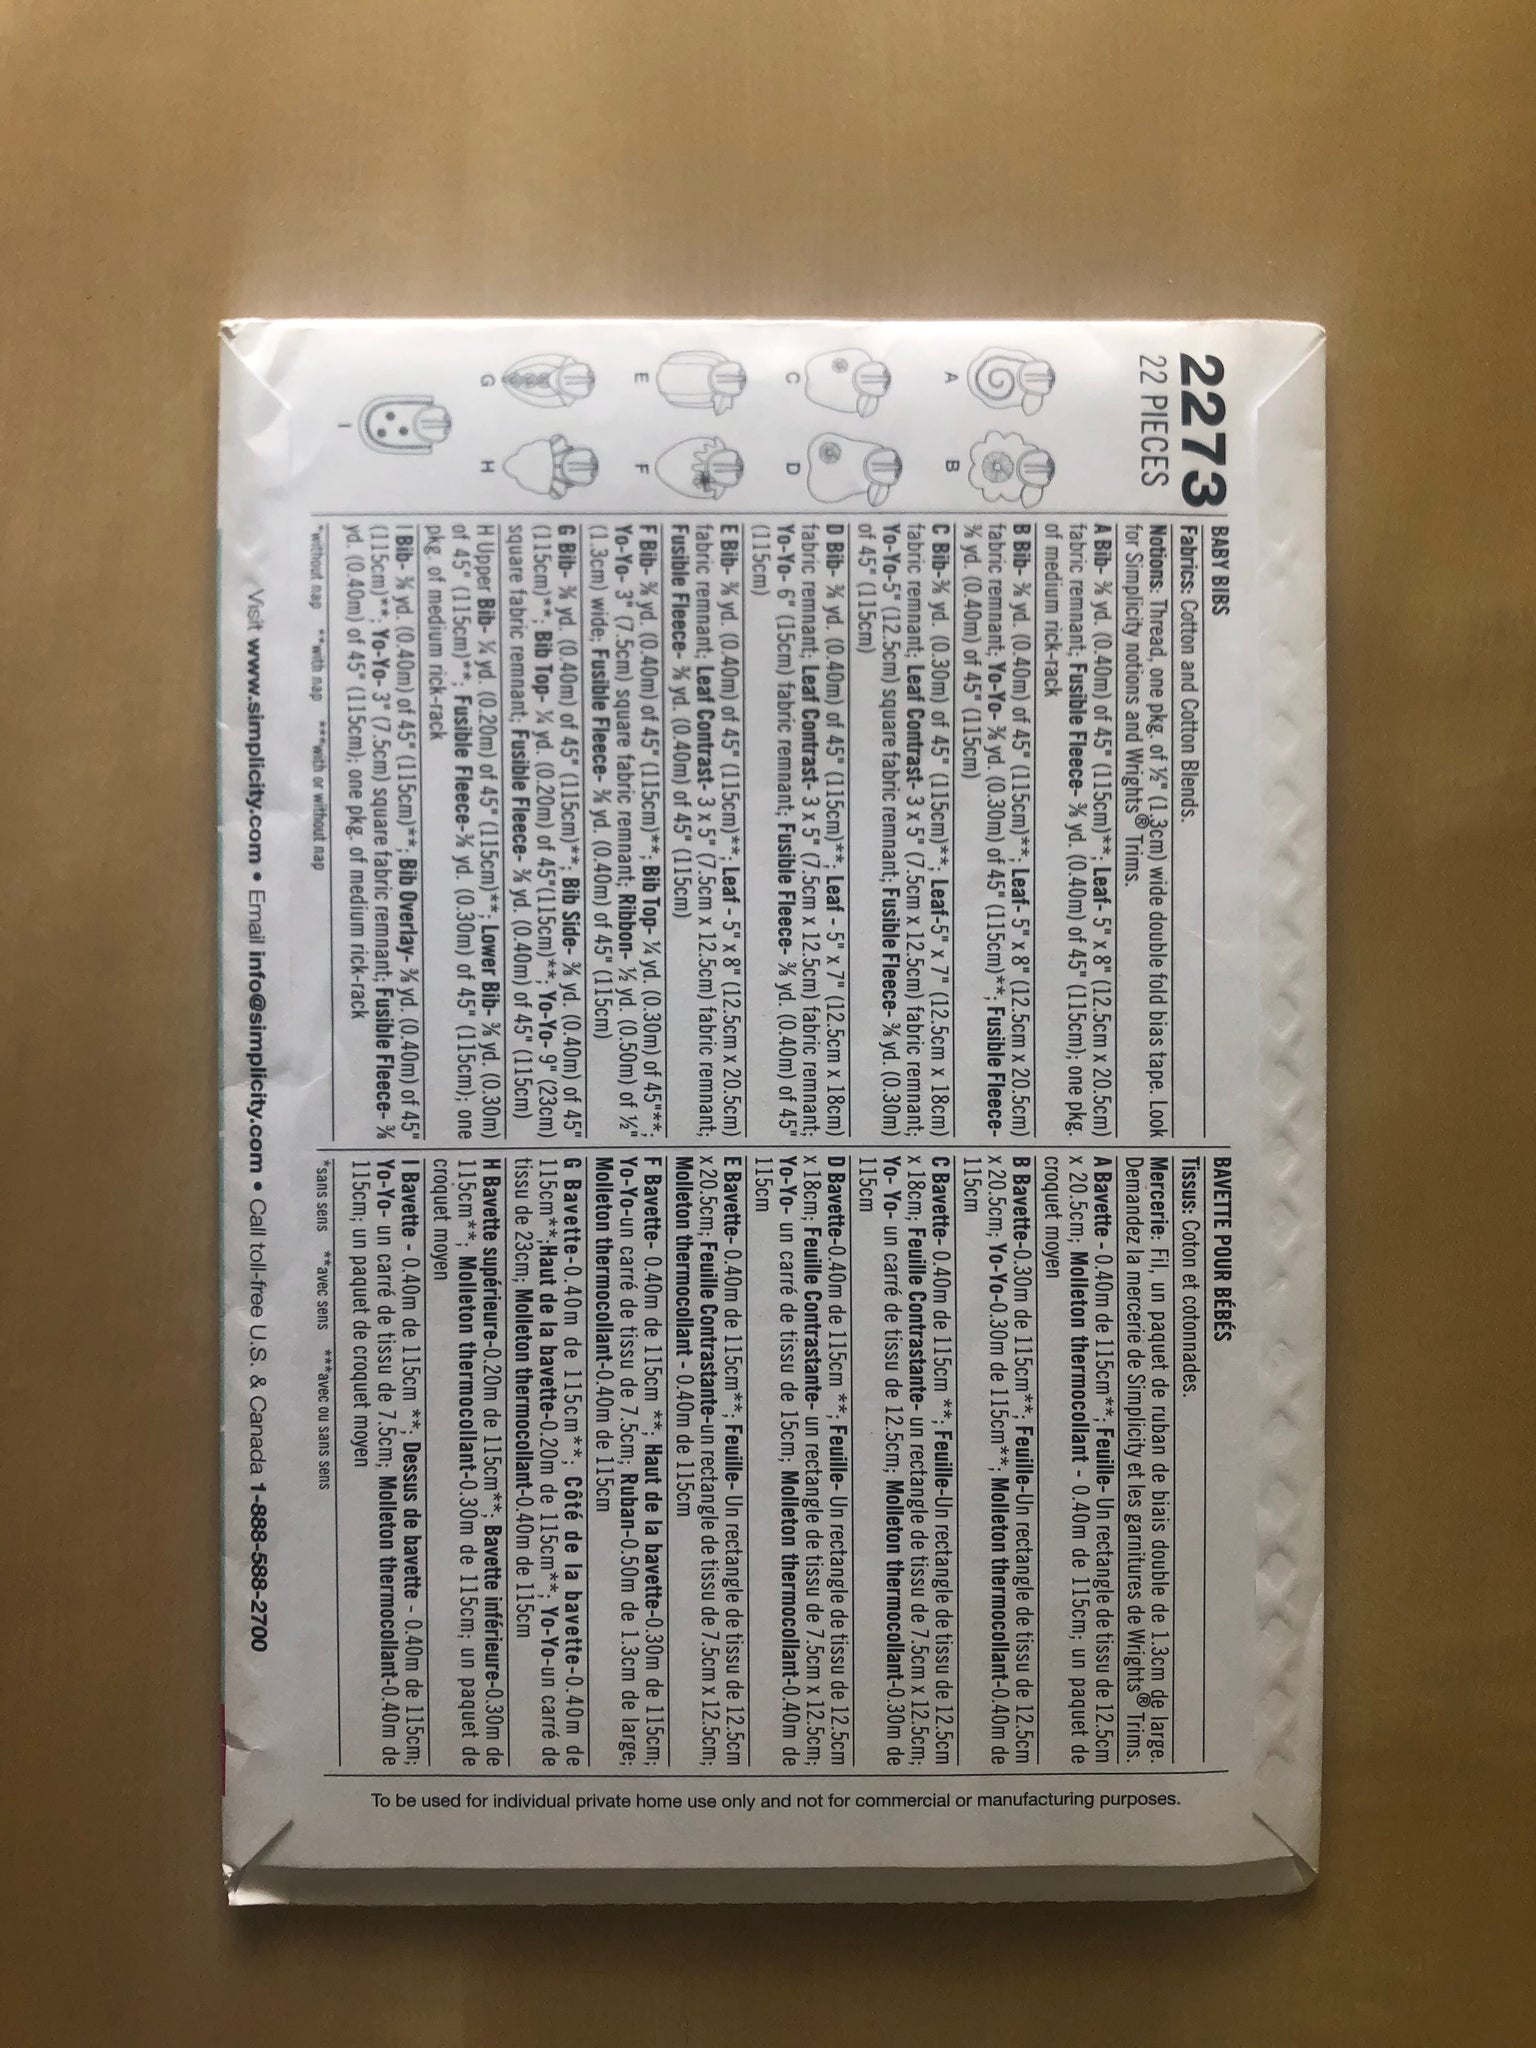 2273
22 PIECES
A
B
C
D
E
F
G
H
I
BABY BIBS
Fabrics: Cotton and Cotton Blends.
Notions: Thread, one pkg. of ½" (1.3cm) wide double fold bias tape. Look
for Simplicity notions and Wrights® Trims.
A Bib- ⅜ yd. (0.40m) of 45" (115cm)**; Leaf- 5" x 8" (12.5cm x 20.5cm)
fabric remnant; Fusible Fleece- ⅜ yd. (0.40m) of 45" (115cm); one pkg.
of medium rick-rack
B Bib- ⅜ yd. (0.40m) of 45" (115cm)**; Leaf- 5" x 8" (12.5cm x 20.5cm)
fabric remnant; Yo-Yo- ⅜ yd. (0.30m) of 45" (115cm)**; Fusible Fleece-
⅜ yd. (0.40m) of 45" (115cm)
C Bib-⅜ yd. (0.30m) of 45" (115cm)**; Leaf-5" x 7" (12.5cm x 18cm)
fabric remnant; Leaf Contrast- 3 x 5" (7.5cm x 12.5cm) fabric remnant;
Yo-Yo-5" (12.5cm) square fabric remnant; Fusible Fleece- ⅜ yd. (0.30m)
of 45" (115cm)
D Bib- ⅜ yd. (0.40m) of 45" (115cm)**; Leaf - 5" x 7" (12.5cm x 18cm)
fabric remnant; Leaf Contrast- 3 x 5" (7.5cm x 12.5cm) fabric remnant;
Yo-Yo- 6" (15cm) fabric remnant; Fusible Fleece- ⅜ yd. (0.40m) of 45"
(115cm)
E Bib- ⅜ yd. (0.40m) of 45" (115cm)**; Leaf - 5" x 8" (12.5cm x 20.5cm)
fabric remnant; Leaf Contrast- 3 x 5" (7.5cm x 12.5cm) fabric remnant;
Fusible Fleece- ⅜ yd. (0.40m) of 45" (115cm)
F Bib- ⅜ yd. (0.40m) of 45" (115cm)**; Bib Top- ¼ yd. (0.30m) of 45"**;
Yo-Yo- 3" (7.5cm) square fabric remnant; Ribbon- ½ yd. (0.50m) of ½"
(1.3cm) wide; Fusible Fleece- ⅜ yd. (0.40m) of 45" (115cm)
G Bib- ⅜ yd. (0.40m) of 45" (115cm)**; Bib Side- ⅜ yd. (0.40m) of 45"
(115cm)**; Bib Top- ¼ yd. (0.20m) of 45"(115cm)**; Yo-Yo- 9" (23cm)
square fabric remnant; Fusible Fleece- ⅜ yd. (0.40m) of 45" (115cm)
H Upper Bib- ¼ yd. (0.20m) of 45" (115cm)**; Lower Bib- ⅜ yd. (0.30m)
of 45" (115cm)**; Fusible Fleece-⅜ yd. (0.30m) of 45" (115cm); one
pkg. of medium rick-rack
I Bib- ⅜ yd. (0.40m) of 45" (115cm)**; Bib Overlay- ⅜ yd. (0.40m) of 45"
(115cm)**; Yo-Yo- 3" (7.5cm) square fabric remnant; Fusible Fleece- ⅜
yd. (0.40m) of 45" (115cm); one pkg. of medium rick-rack
*without nap **with nap ***with or without nap
BAVETTE POUR BÉBÉS
Tissus: Coton et cotonnades.
Mercerie: Fil, un paquet de ruban de biais double de 1.3cm de large.
Demandez la mercerie de Simplicity et les garnitures de Wrights® Trims.
A Bavette - 0.40m de 115cm**; Feuille- Un rectangle de tissu de 12.5cm
x 20.5cm; Molleton thermocollant - 0.40m de 115cm; un paquet de
croquet moyen
B Bavette-0.30m de 115cm**; Feuille-Un rectangle de tissu de 12.5cm
x 20.5cm; Yo-Yo-0.30m de 115cm**; Molleton thermocollant-0.40m de
115cm
C Bavette- 0.40m de 115cm **; Feuille-Un rectangle de tissu de 12.5cm
x 18cm; Feuille Contrastante- un rectangle de tissu de 7.5cm x 12.5cm;
Yo- Yo- un carré de tissu de 12.5cm; Molleton thermocollant-0.30m de
115cm
D Bavette-0.40m de 115cm **; Feuille- Un rectangle de tissu de 12.5cm
x 18cm; Feuille Contrastante- un rectangle de tissu de 7.5cm x 12.5cm;
Yo-Yo- un carré de tissu de 15cm; Molleton thermocollant-0.40m de
115cm
E Bavette- 0.40m de 115cm**; Feuille- Un rectangle de tissu de 12.5cm
x 20.5cm; Feuille Contrastante-un rectangle de tissu de 7.5cm x 12.5cm;
Molleton thermocollant - 0.40m de 115cm
F Bavette- 0.40m de 115cm **; Haut de la bavette-0.30m de 115cm;
Yo-Yo-un carré de tissu de 7.5cm; Ruban-0.50m de 1.3cm de large;
Molleton thermocollant-0.40m de 115cm
G Bavette-0.40m de 115cm**; Côté de la bavette-0.40m de
115cm**;Haut de la bavette-0.20m de 115cm**; Yo-Yo-un carré de
tissu de 23cm; Molleton thermocollant-0.40m de 115cm
H Bavette supérieure-0.20m de 115cm**; Bavette inférieure-0.30m de
115cm**; Molleton thermocollant-0.30m de 115cm; un paquet de
croquet moyen
I Bavette - 0.40m de 115cm **; Dessus de bavette - 0.40m de 115cm;
Yo-Yo- un carré de tissu de 7.5cm; Molleton thermocollant-0.40m de
115cm; un paquet de croquet moyen
*sans sens **avec sens ***avec ou sans sens
To be used for individual private home use only and not for commercial or manufacturing purposes.
Visit www.simplicity.com • Email info@simplicity.com • Call toll-free U.S. & Canada 1-888-588-2700